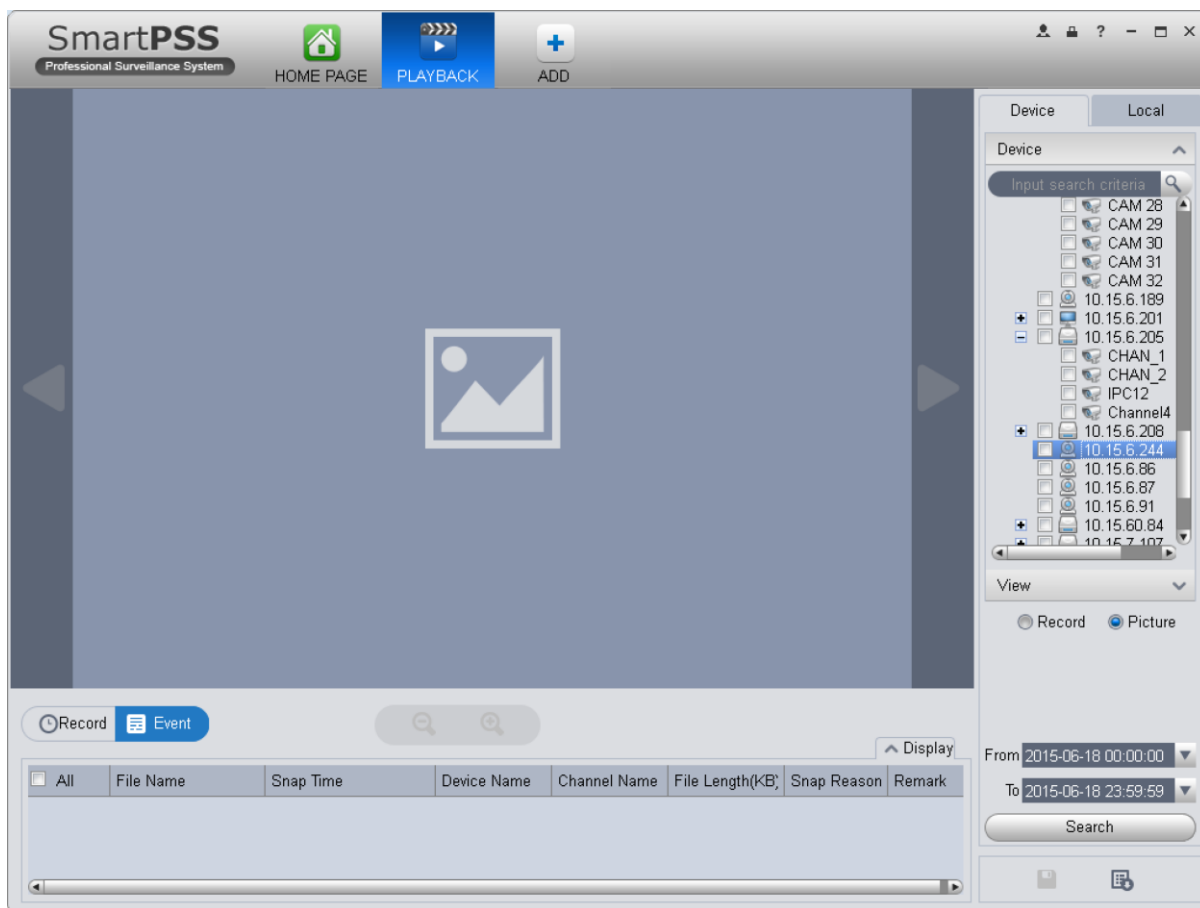 SmartPSS
Professional Surveillance System
HOME PAGE
PLAYBACK
ADD
?
Device
Local
Device
Input search criteria
CAM 28
CAM 29
CAM 30
CAM 31
CAM 32
10.15.6.189
10.15.6.201
10.15.6.205
CHAN_1
CHAN_2
IPC12
Channel4
10.15.6.208
10.15.6.244
10.15.6.86
10.15.6.87
10.15.6.91
10.15.60.84
10.15.7.107
View
Record Picture
Record Event
Display
All File Name Snap Time Device Name Channel Name File Length(KB) Snap Reason Remark
From 2015-06-18 00:00:00
To 2015-06-18 23:59:59
Search